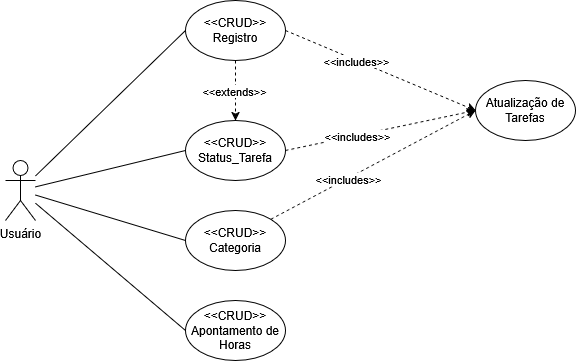 <<CRUD>>
Registro
<<includes>>
<<extends>>
Atualização de
Tarefas
<<CRUD>>
Status_Tarefa
<<includes>>
<<includes>>
Usuário
<<CRUD>>
Categoria
<<CRUD>>
Apontamento de
Horas